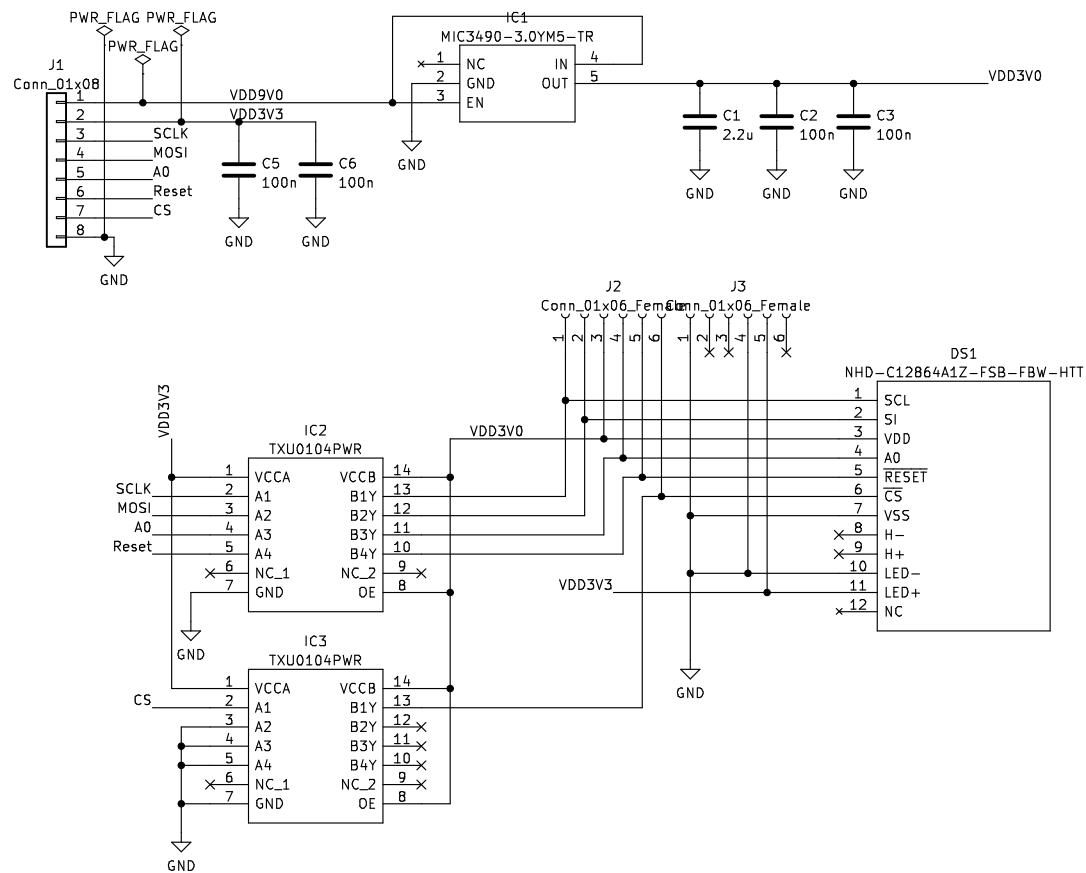 PWR_FLAG PWR_FLAG
PWR_FLAG
J1
Conn_01x08
1
2
3
4
5
6
7
8
VDD9V0
VDD3V3
SCLK
MOSI
A0
Reset
CS
GND
C5
100n
GND
C6
100n
GND
IC1
MIC3490-3.0YM5-TR
1 NC
2 GND
3 EN
IN 4
OUT 5
GND
VDD3V0
C1
2.2u
GND
C2
100n
GND
C3
100n
GND
J2
Conn_01x06_Female
1 2 3 4 5 6
J3
Conn_01x06_Female
1 2 3 4 5 6
DS1
NHD-C12864A1Z-FSB-FBW-HTT
1 SCL
2 SI
3 VDD
4 A0
5 RESET
6 CS
7 VSS
8 H-
9 H+
10 LED-
11 LED+
12 NC
VDD3V3
GND
VDD3V3
VDD3V0
IC2
TXU0104PWR
1 VCCA VCCB 14
SCLK 2 A1 B1Y 13
MOSI 3 A2 B2Y 12
A0 4 A3 B3Y 11
Reset 5 A4 B4Y 10
6 NC_1 NC_2 9
7 GND OE 8
GND
IC3
TXU0104PWR
1 VCCA VCCB 14
CS 2 A1 B1Y 13
3 A2 B2Y 12
4 A3 B3Y 11
5 A4 B4Y 10
6 NC_1 NC_2 9
7 GND OE 8
GND